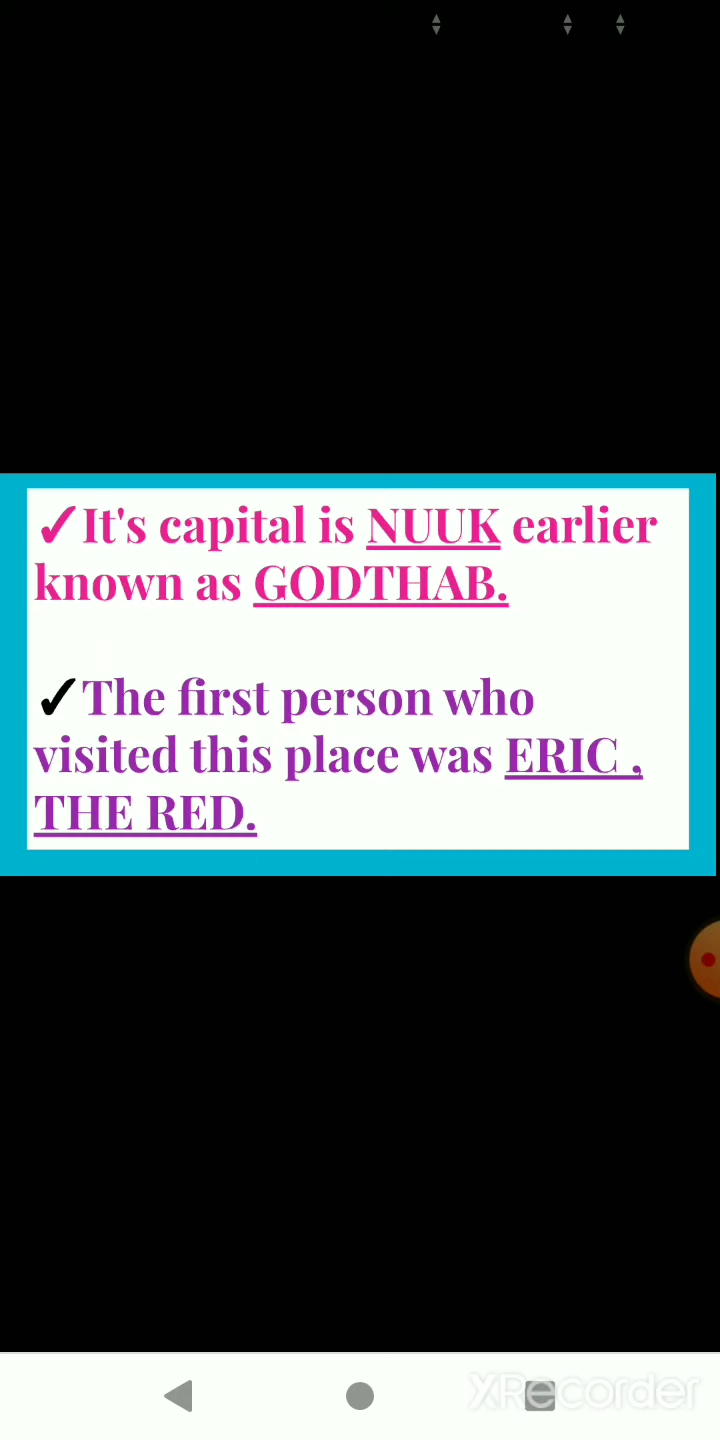 ✓It's capital is NUUK earlier
known as GODTHAB.
✓The first person who
visited this place was ERIC ,
THE RED.
XRecorder